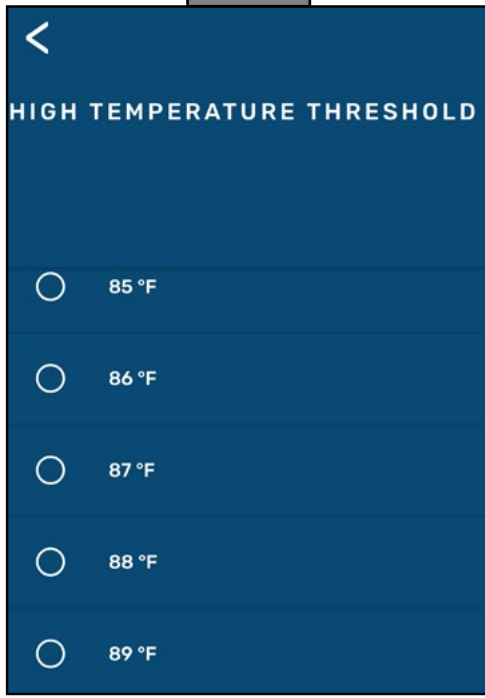 HIGH TEMPERATURE THRESHOLD
85 °F
86 °F
87 °F
88 °F
89 °F